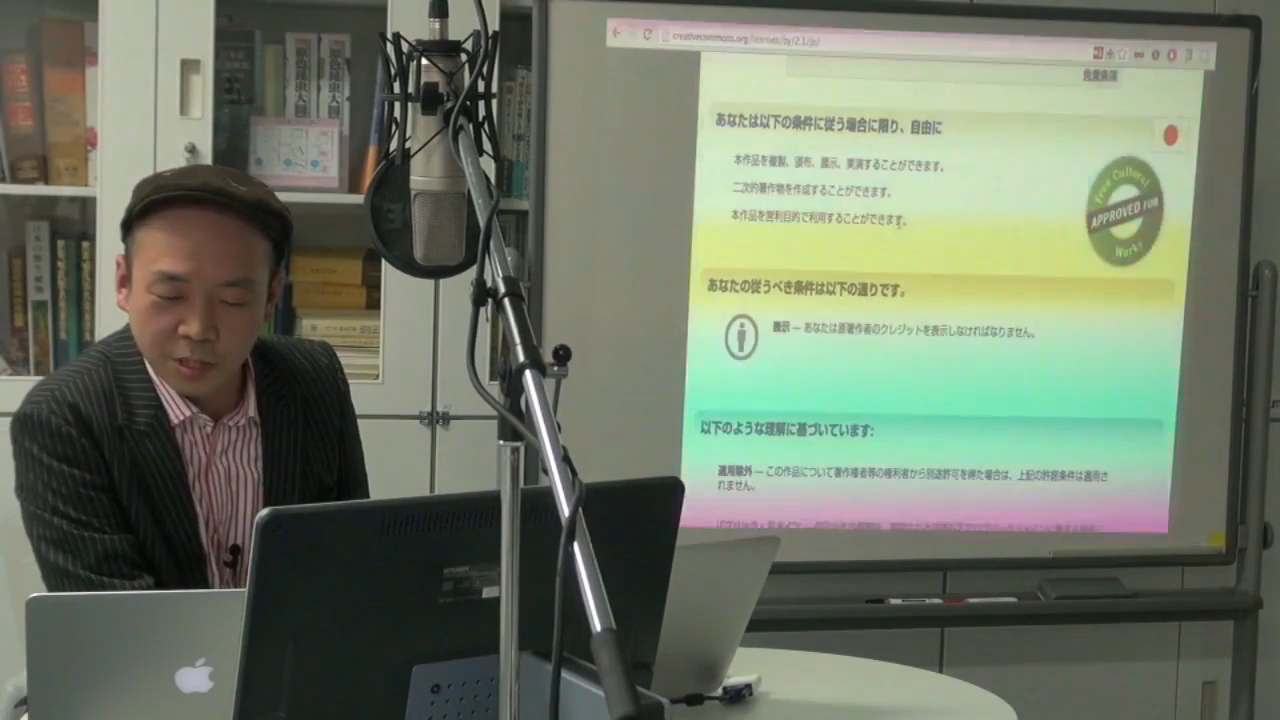 creativecommons.org/licenses/by/2.1/jp/
免責条項
あなたは以下の条件に従う場合に限り、自由に
本作品を複製、頒布、展示、実演することができます。
二次的著作物を作成することができます。
本作品を営利目的で利用することができます。
Free Cultural
APPROVED FOR
Works
あなたの従うべき条件は以下の通りです。
表示 — あなたは原著作者のクレジットを表示しなければなりません。
以下のような理解に基づいています:
適用除外 — この作品について著作権者等の権利者から別途許可を得た場合は、上記の許諾条件は適用さ
れません。